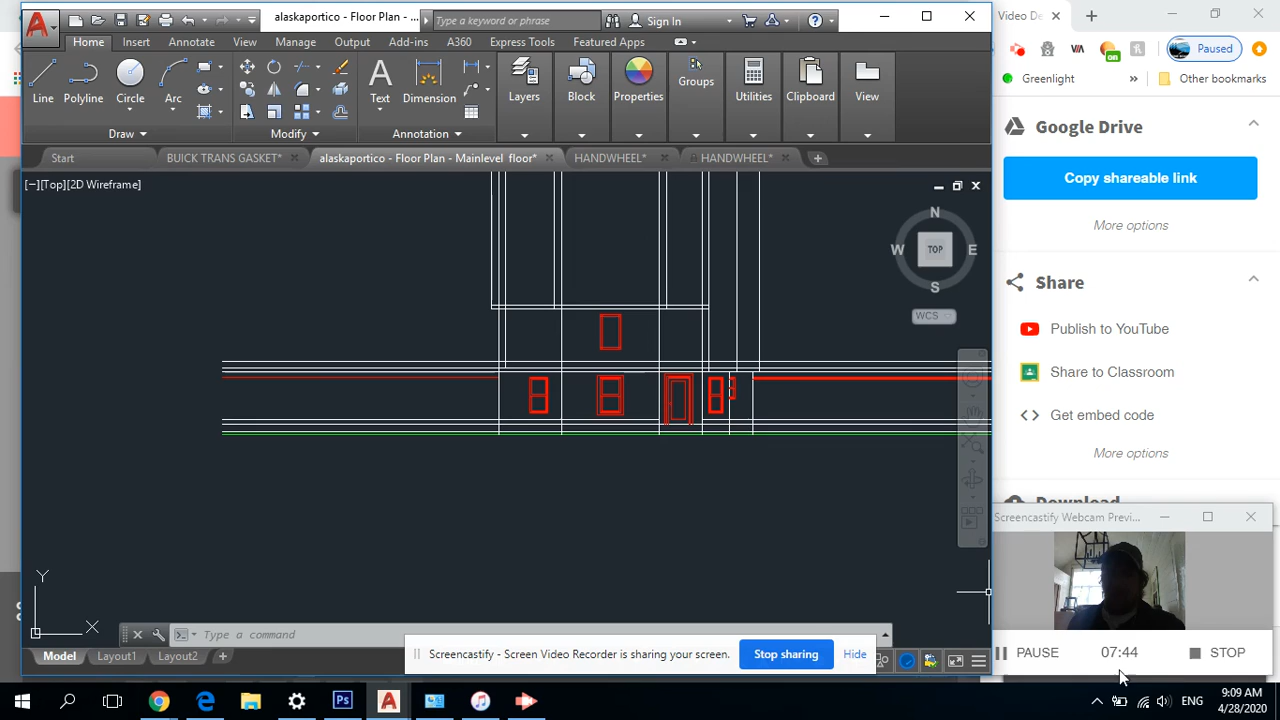 alaskaportico - Floor Plan - ...
Type a keyword or phrase
Sign In
Video De
Home
Insert
Annotate
View
Manage
Output
Add-ins
A360
Express Tools
Featured Apps
on
VIA
Paused
Greenlight
»
Other bookmarks
Line
Polyline
Circle
Arc
Text
Dimension
Layers
Block
Properties
Groups
Utilities
Clipboard
View
Draw
Modify
Annotation
Start
BUICK TRANS GASKET*
alaskaportico - Floor Plan - Mainlevel floor*
HANDWHEEL*
HANDWHEEL*
[−][Top][2D Wireframe]
N
W
TOP
E
S
WCS
Google Drive
Copy shareable link
More options
Share
Publish to YouTube
Share to Classroom
Get embed code
More options
Download
Screencastify Webcam Previ...
Y
X
Type a command
Screencastify - Screen Video Recorder is sharing your screen.
Stop sharing
Hide
PAUSE
07:44
STOP
Model
Layout1
Layout2
ENG
9:09 AM
4/28/2020